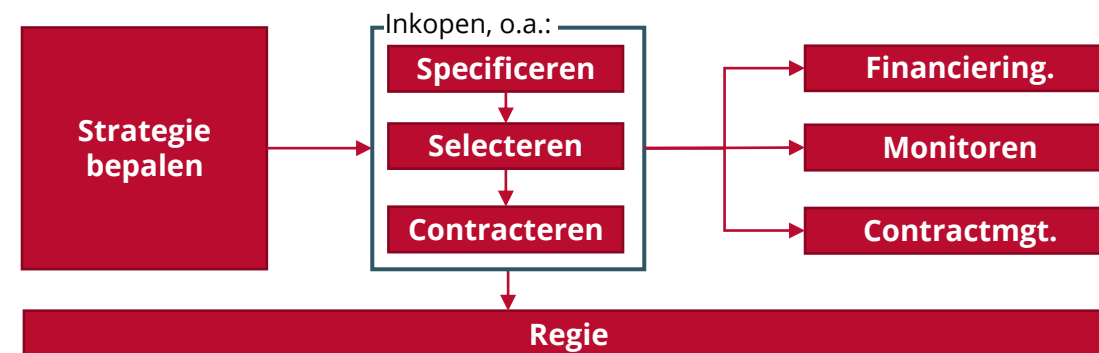 Strategie
bepalen
Inkopen, o.a.:
Specificeren
Selecteren
Contracteren
Financiering.
Monitoren
Contractmgt.
Regie